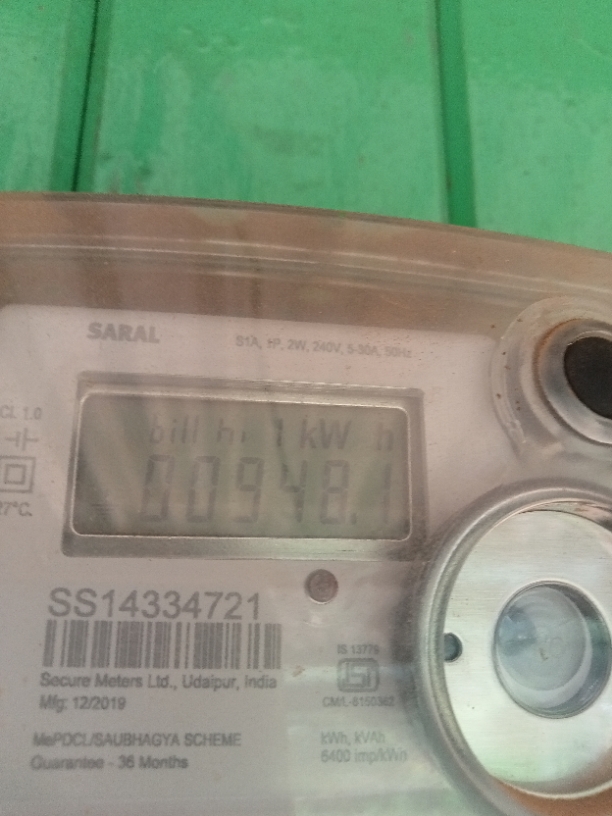 SARAL
S1A, 1P, 2W, 240V, 5-30A, 50Hz
CL 1.0
bill hi 1 kW h
00948.1
27°C.
SS14334721
Secure Meters Ltd., Udaipur, India
Mfg: 12/2019
IS 13779
ISI
CM/L-8150362
MePDCL/SAUBHAGYA SCHEME
Guarantee - 36 Months
kWh, kVAh
6400 imp/kWh